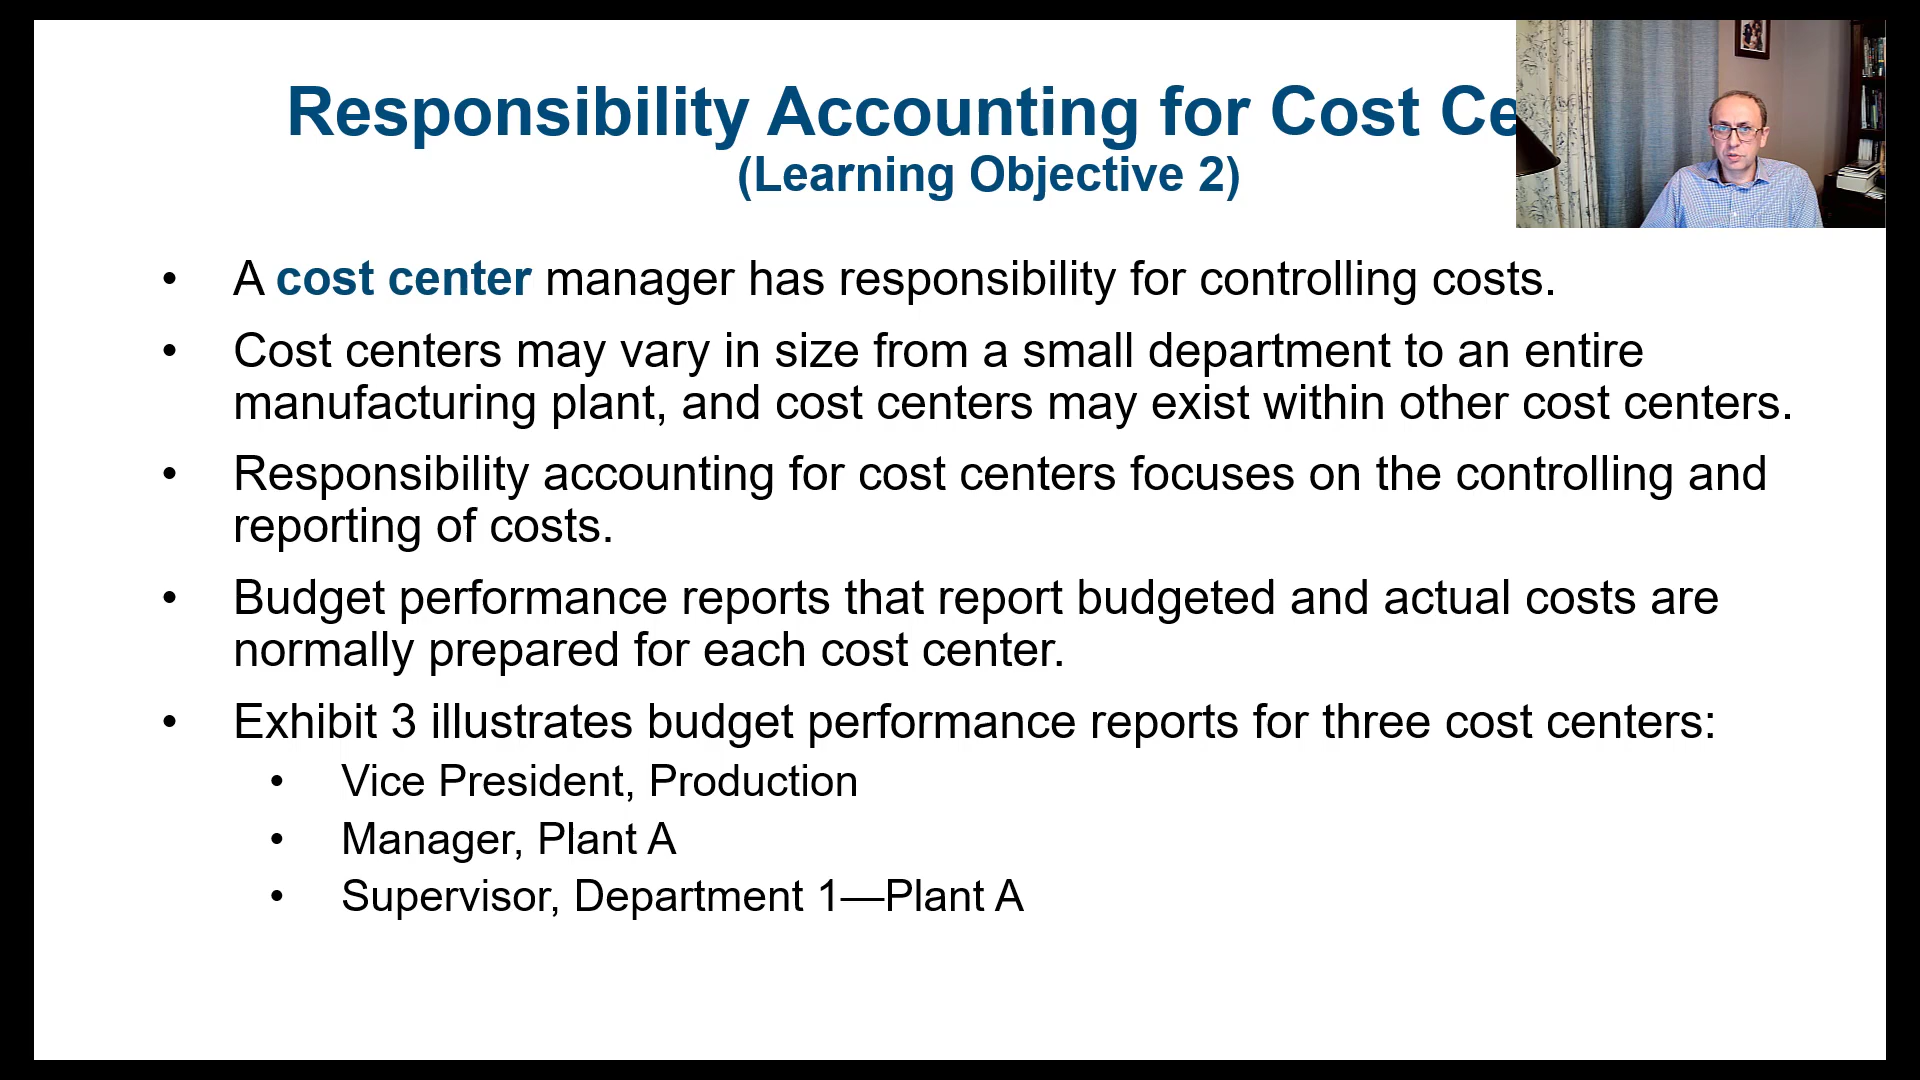 Responsibility Accounting for Cost Ce
(Learning Objective 2)
• A cost center manager has responsibility for controlling costs.
• Cost centers may vary in size from a small department to an entire
manufacturing plant, and cost centers may exist within other cost centers.
• Responsibility accounting for cost centers focuses on the controlling and
reporting of costs.
• Budget performance reports that report budgeted and actual costs are
normally prepared for each cost center.
• Exhibit 3 illustrates budget performance reports for three cost centers:
• Vice President, Production
• Manager, Plant A
• Supervisor, Department 1—Plant A